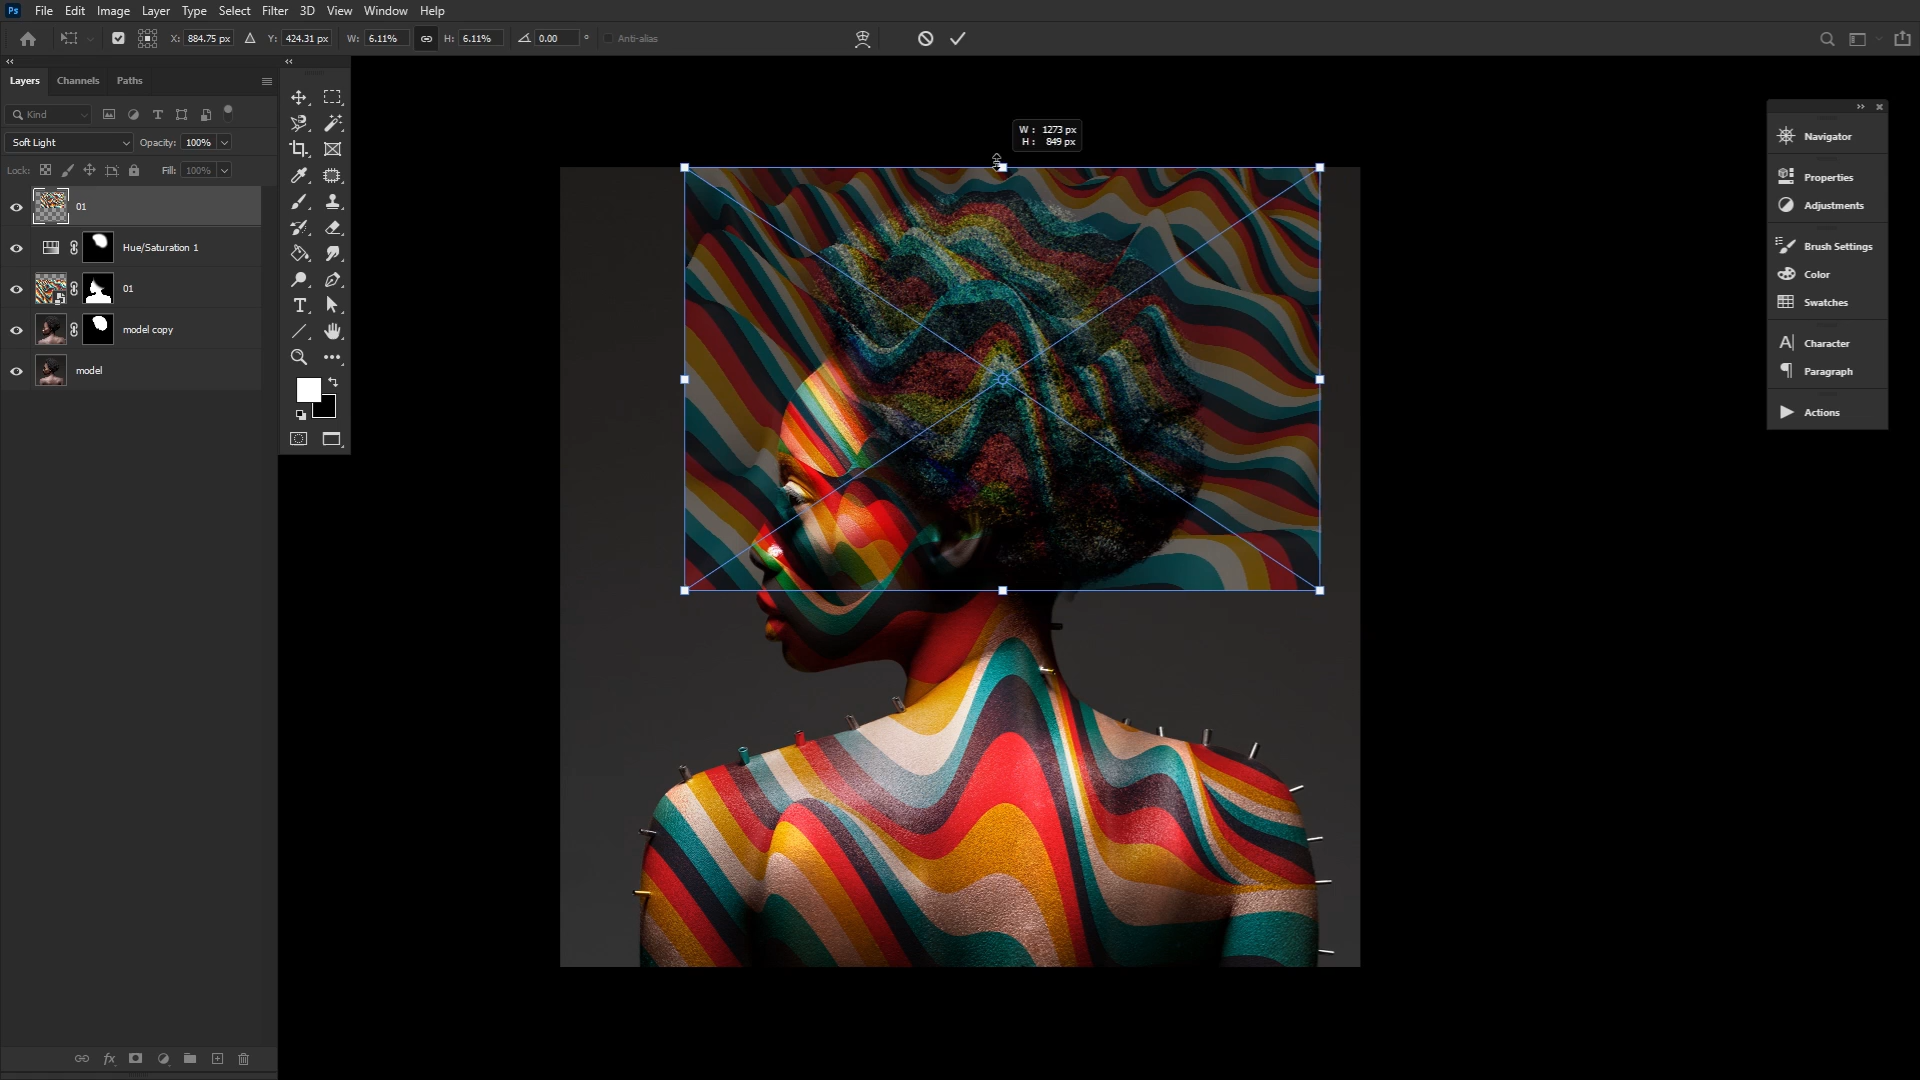 Ps File Edit Image Layer Type Select Filter 3D View Window Help
X: 884.75 px Y: 424.31 px W: 6.11% H: 6.11% 0.00 ° Anti-alias
Layers Channels Paths
Kind
Soft Light Opacity: 100%
Lock: Fill: 100%
01
Hue/Saturation 1
01
model copy
model
W : 1273 px
H : 849 px
Navigator
Properties
Adjustments
Brush Settings
Color
Swatches
Character
Paragraph
Actions